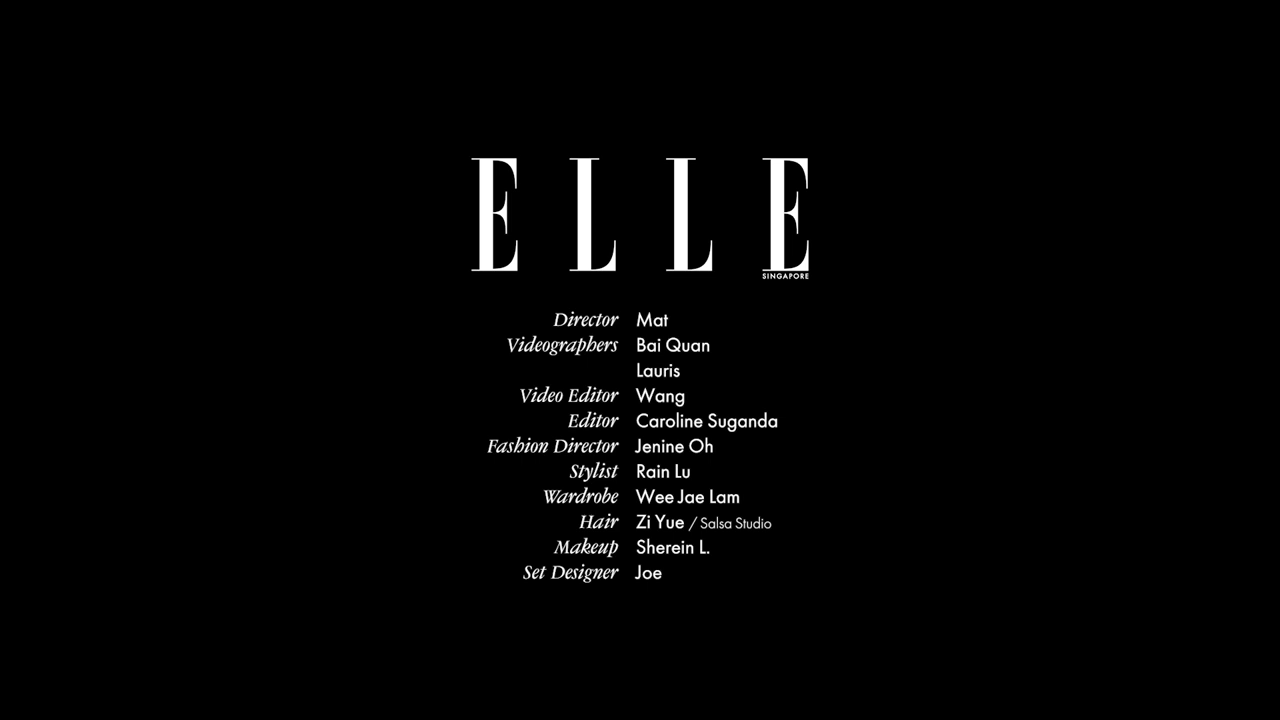 ELLE
SINGAPORE
Director Mat
Videographers Bai Quan
Lauris
Video Editor Wang
Editor Caroline Suganda
Fashion Director Jenine Oh
Stylist Rain Lu
Wardrobe Wee Jae Lam
Hair Zi Yue / Salsa Studio
Makeup Sherein L.
Set Designer Joe